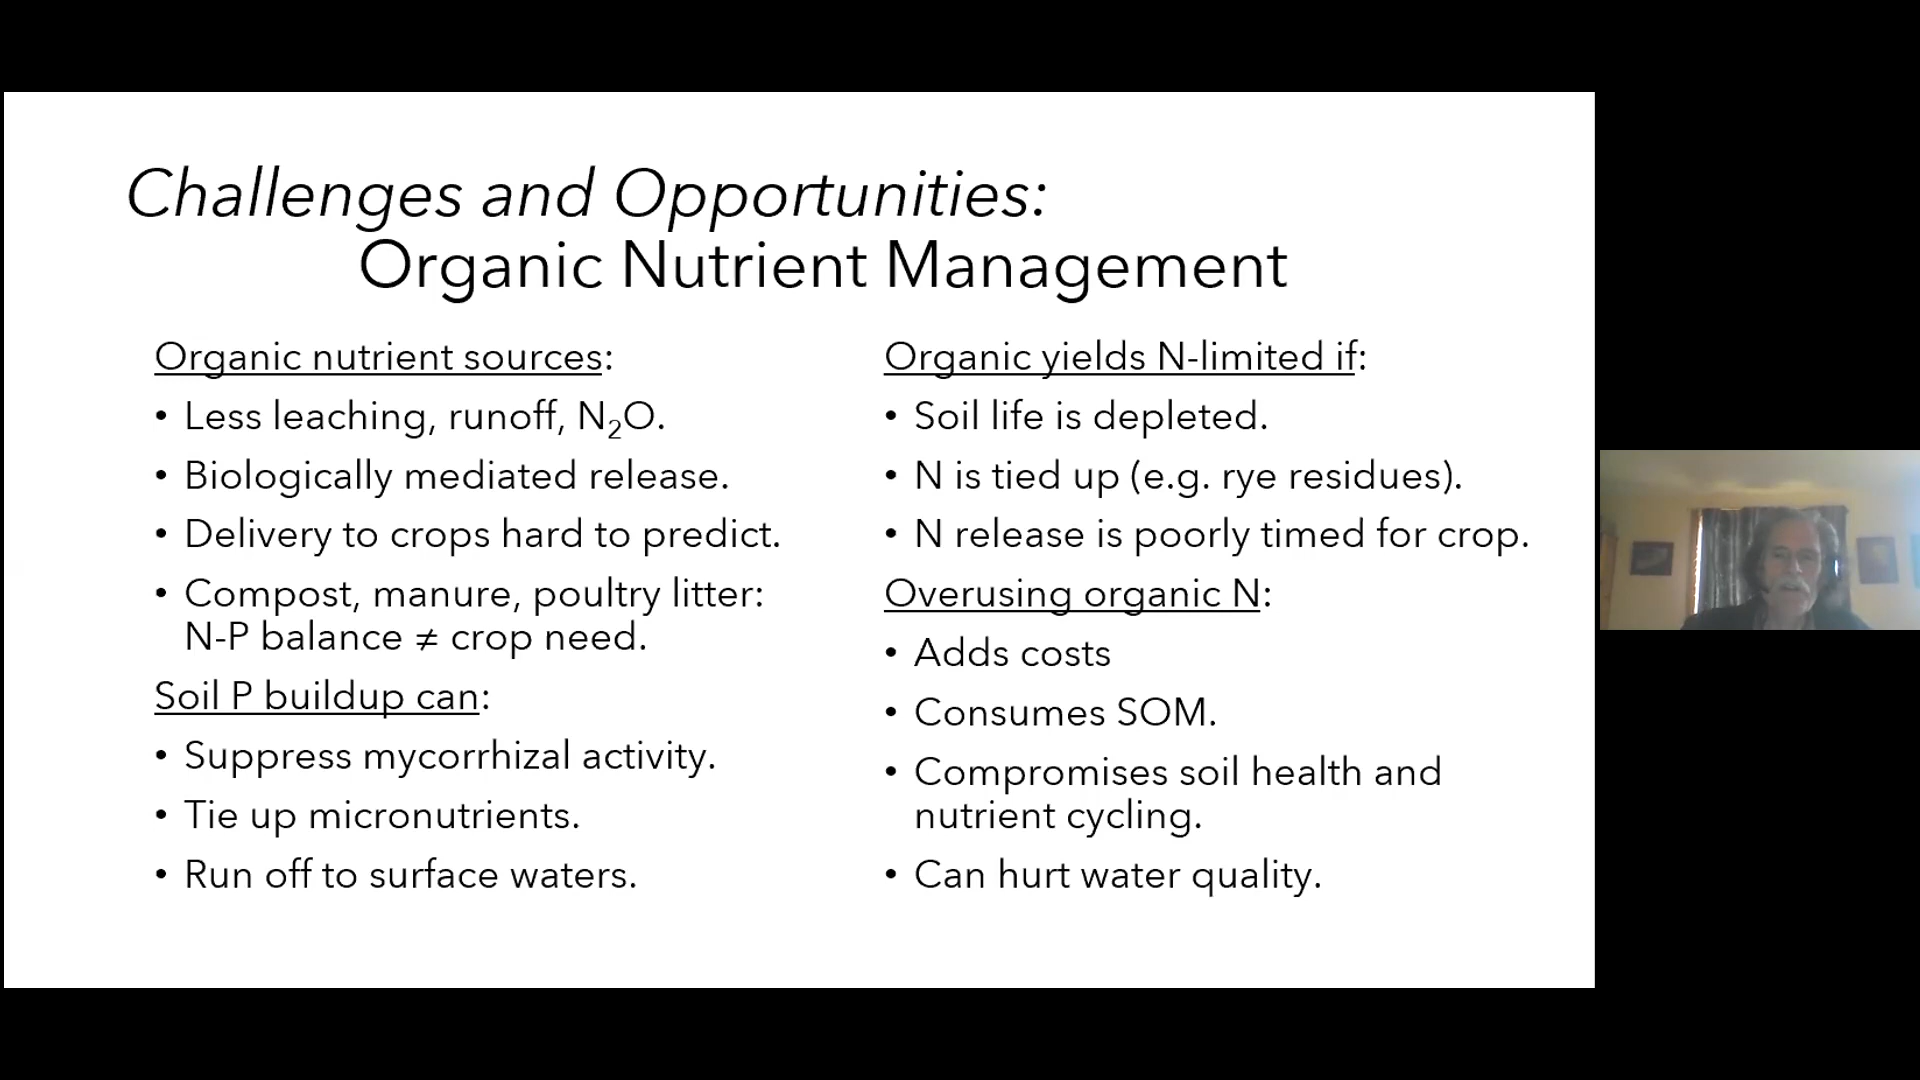 Challenges and Opportunities:
Organic Nutrient Management
Organic nutrient sources:
• Less leaching, runoff, N₂O.
• Biologically mediated release.
• Delivery to crops hard to predict.
• Compost, manure, poultry litter:
N-P balance ≠ crop need.
Soil P buildup can:
• Suppress mycorrhizal activity.
• Tie up micronutrients.
• Run off to surface waters.
Organic yields N-limited if:
• Soil life is depleted.
• N is tied up (e.g. rye residues).
• N release is poorly timed for crop.
Overusing organic N:
• Adds costs
• Consumes SOM.
• Compromises soil health and
nutrient cycling.
• Can hurt water quality.